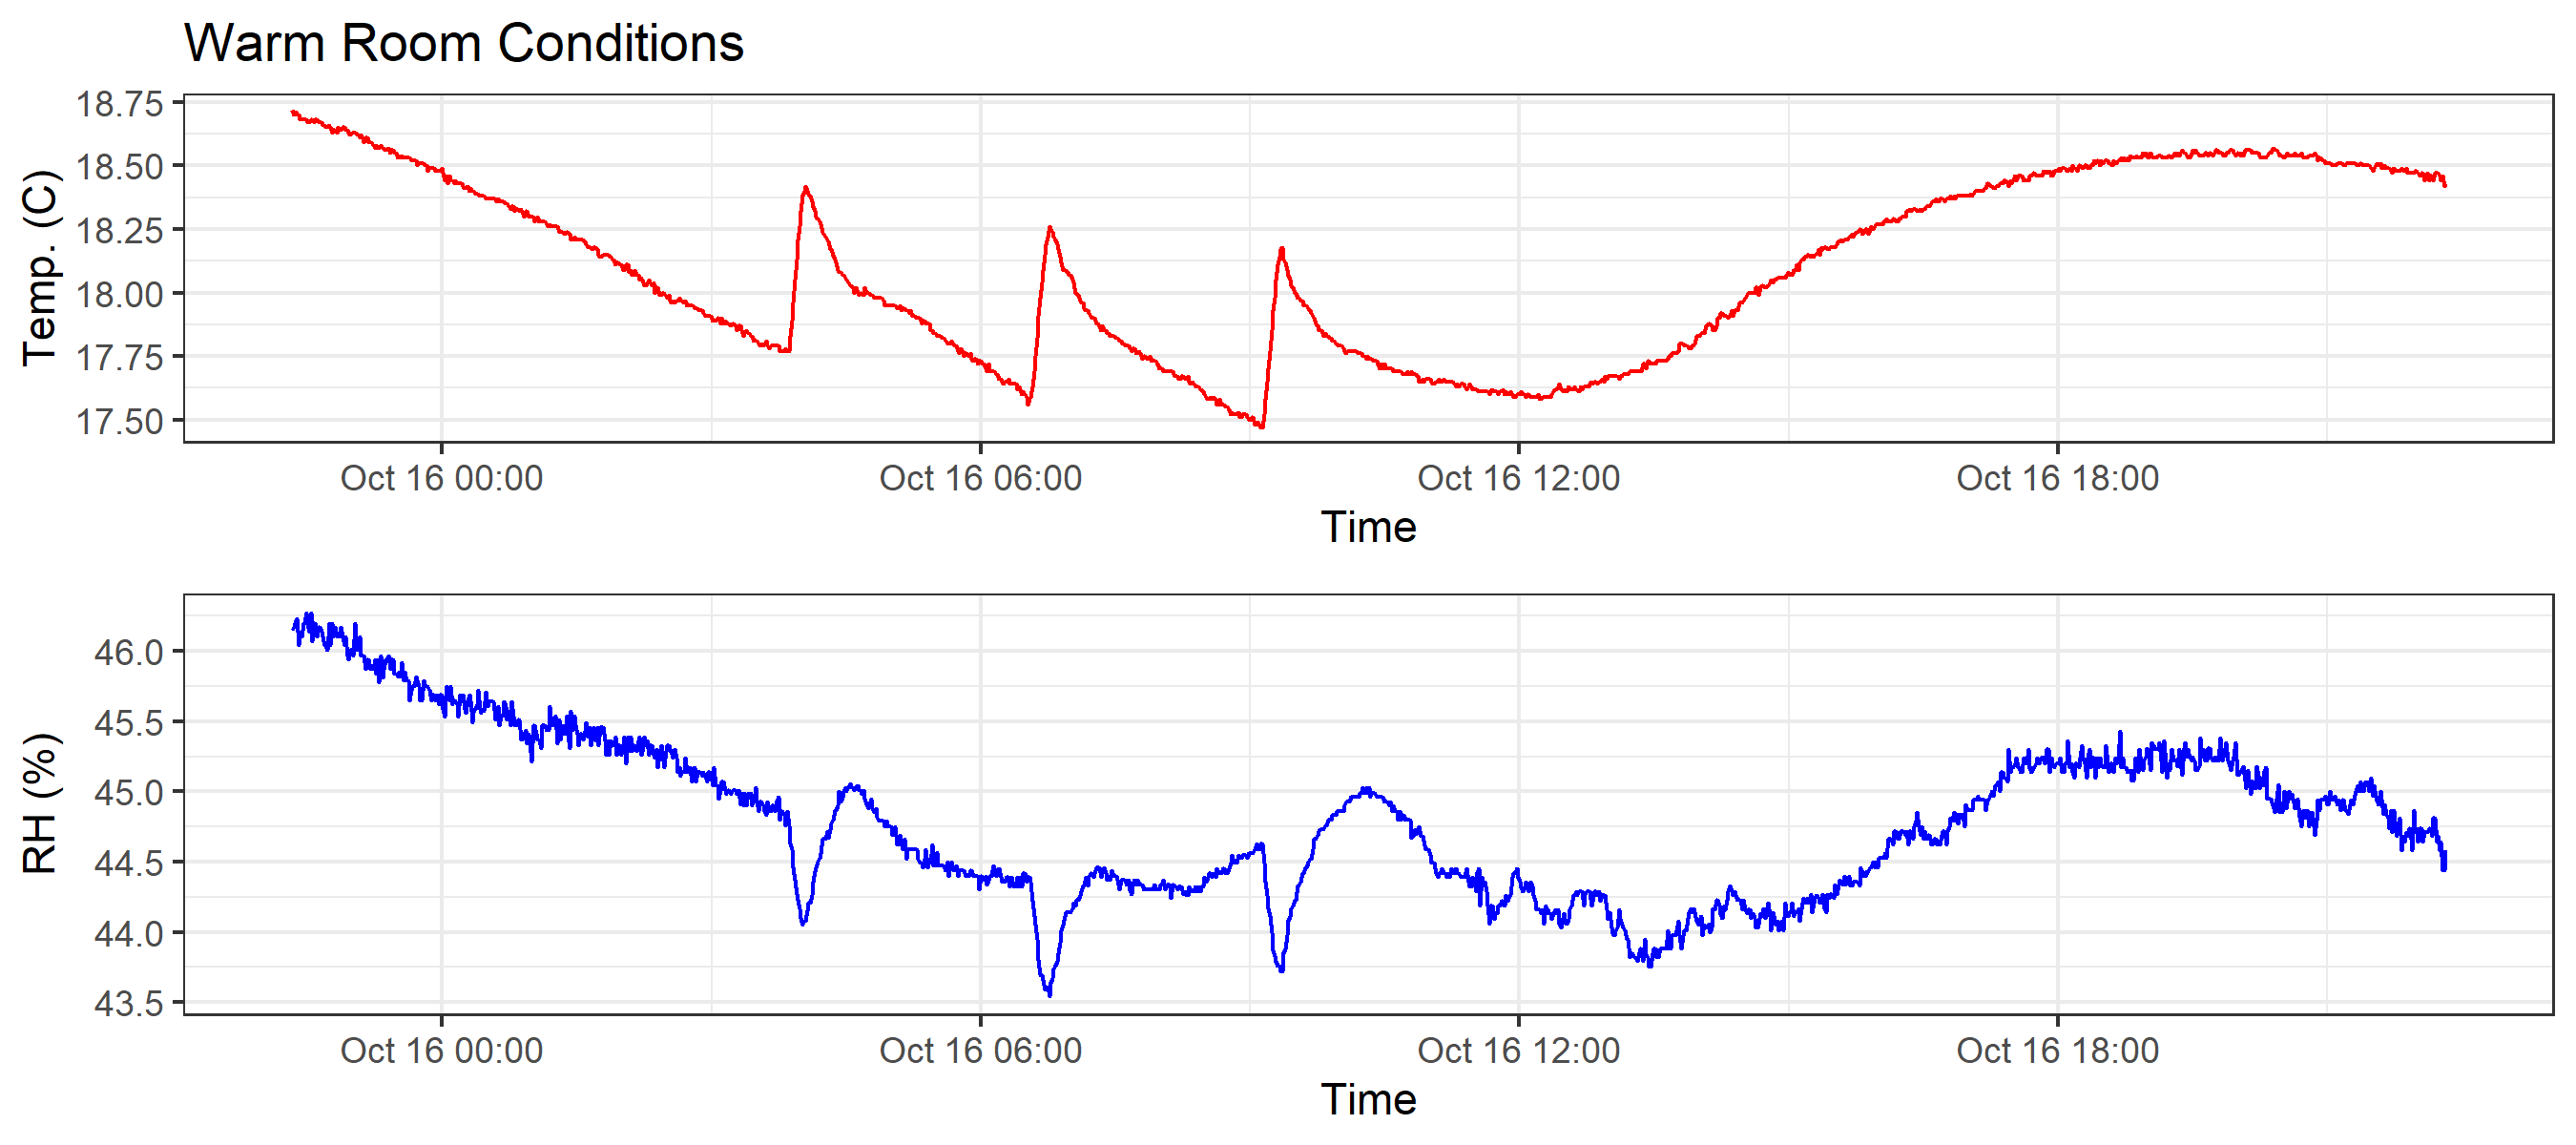 Warm Room Conditions
18.75
18.50
18.25
18.00
17.75
17.50
Temp. (C)
Oct 16 00:00 Oct 16 06:00 Oct 16 12:00 Oct 16 18:00
Time
46.0
45.5
45.0
44.5
44.0
43.5
RH (%)
Oct 16 00:00 Oct 16 06:00 Oct 16 12:00 Oct 16 18:00
Time